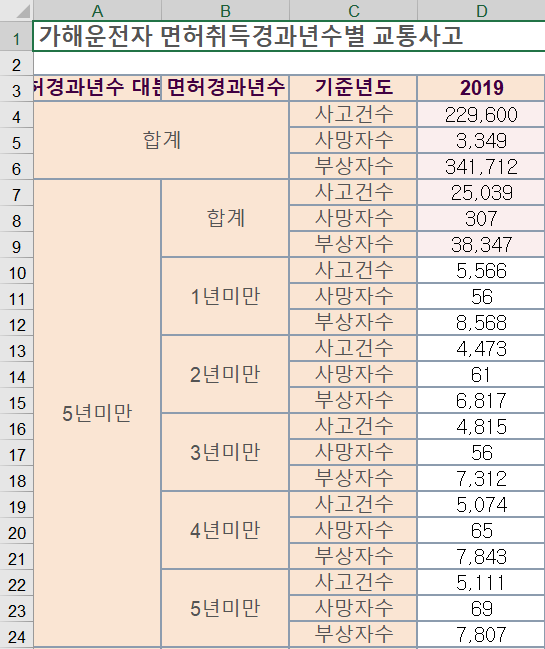 A B C D
1 가해운전자 면허취득경과년수별 교통사고
2
3 허경과년수 대분 면허경과년수 기준년도 2019
4 사고건수 229,600
5 합계 사망자수 3,349
6 부상자수 341,712
7 사고건수 25,039
8 합계 사망자수 307
9 부상자수 38,347
10 사고건수 5,566
11 1년미만 사망자수 56
12 부상자수 8,568
13 사고건수 4,473
14 2년미만 사망자수 61
15 5년미만 부상자수 6,817
16 사고건수 4,815
17 3년미만 사망자수 56
18 부상자수 7,312
19 사고건수 5,074
20 4년미만 사망자수 65
21 부상자수 7,843
22 사고건수 5,111
23 5년미만 사망자수 69
24 부상자수 7,807